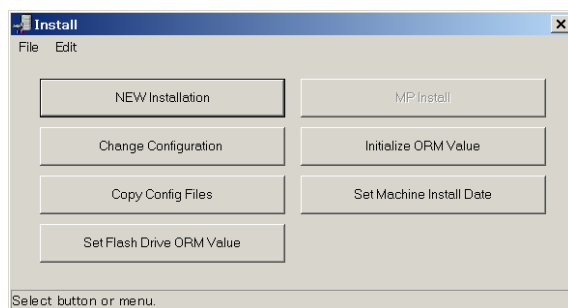 Install
File Edit
NEW Installation
MP Install
Change Configuration
Initialize ORM Value
Copy Config Files
Set Machine Install Date
Set Flash Drive ORM Value
Select button or menu.